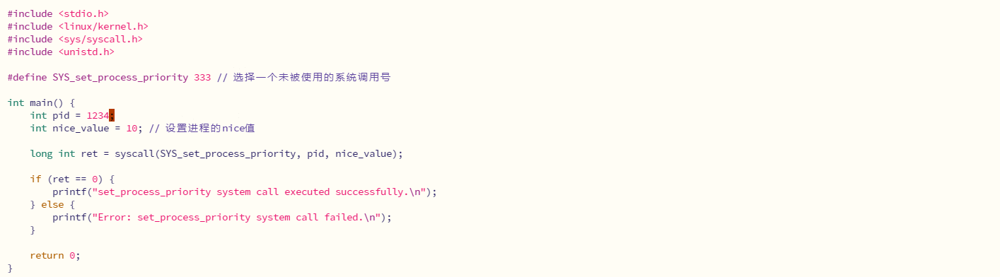 #include <stdio.h>
#include <linux/kernel.h>
#include <sys/syscall.h>
#include <unistd.h>
#define SYS_set_process_priority 333 // 选择一个未被使用的系统调用号
int main() {
    int pid = 1234;
    int nice_value = 10; // 设置进程的nice值
    long int ret = syscall(SYS_set_process_priority, pid, nice_value);
    if (ret == 0) {
        printf("set_process_priority system call executed successfully.\n");
    } else {
        printf("Error: set_process_priority system call failed.\n");
    }
    return 0;
}